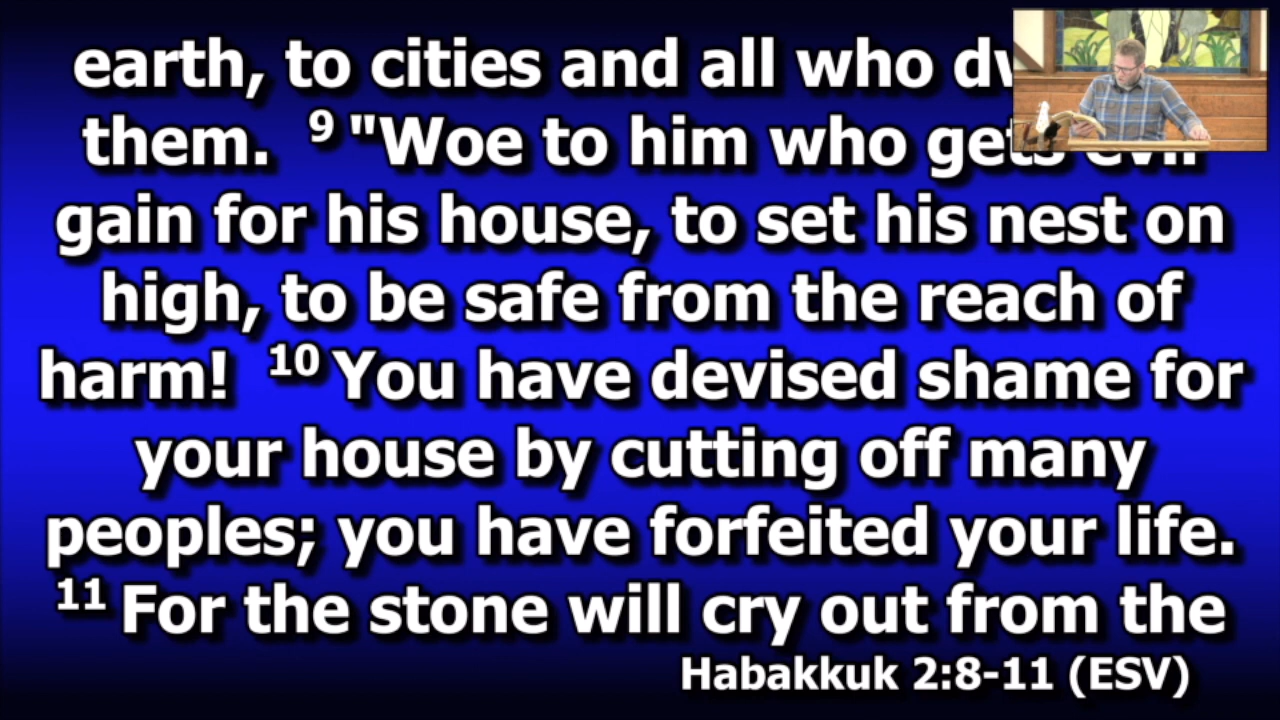 earth, to cities and all who
them. 9 "Woe to him who gets evil
gain for his house, to set his nest on
high, to be safe from the reach of
harm! 10 You have devised shame for
your house by cutting off many
peoples; you have forfeited your life.
11 For the stone will cry out from the
Habakkuk 2:8-11 (ESV)